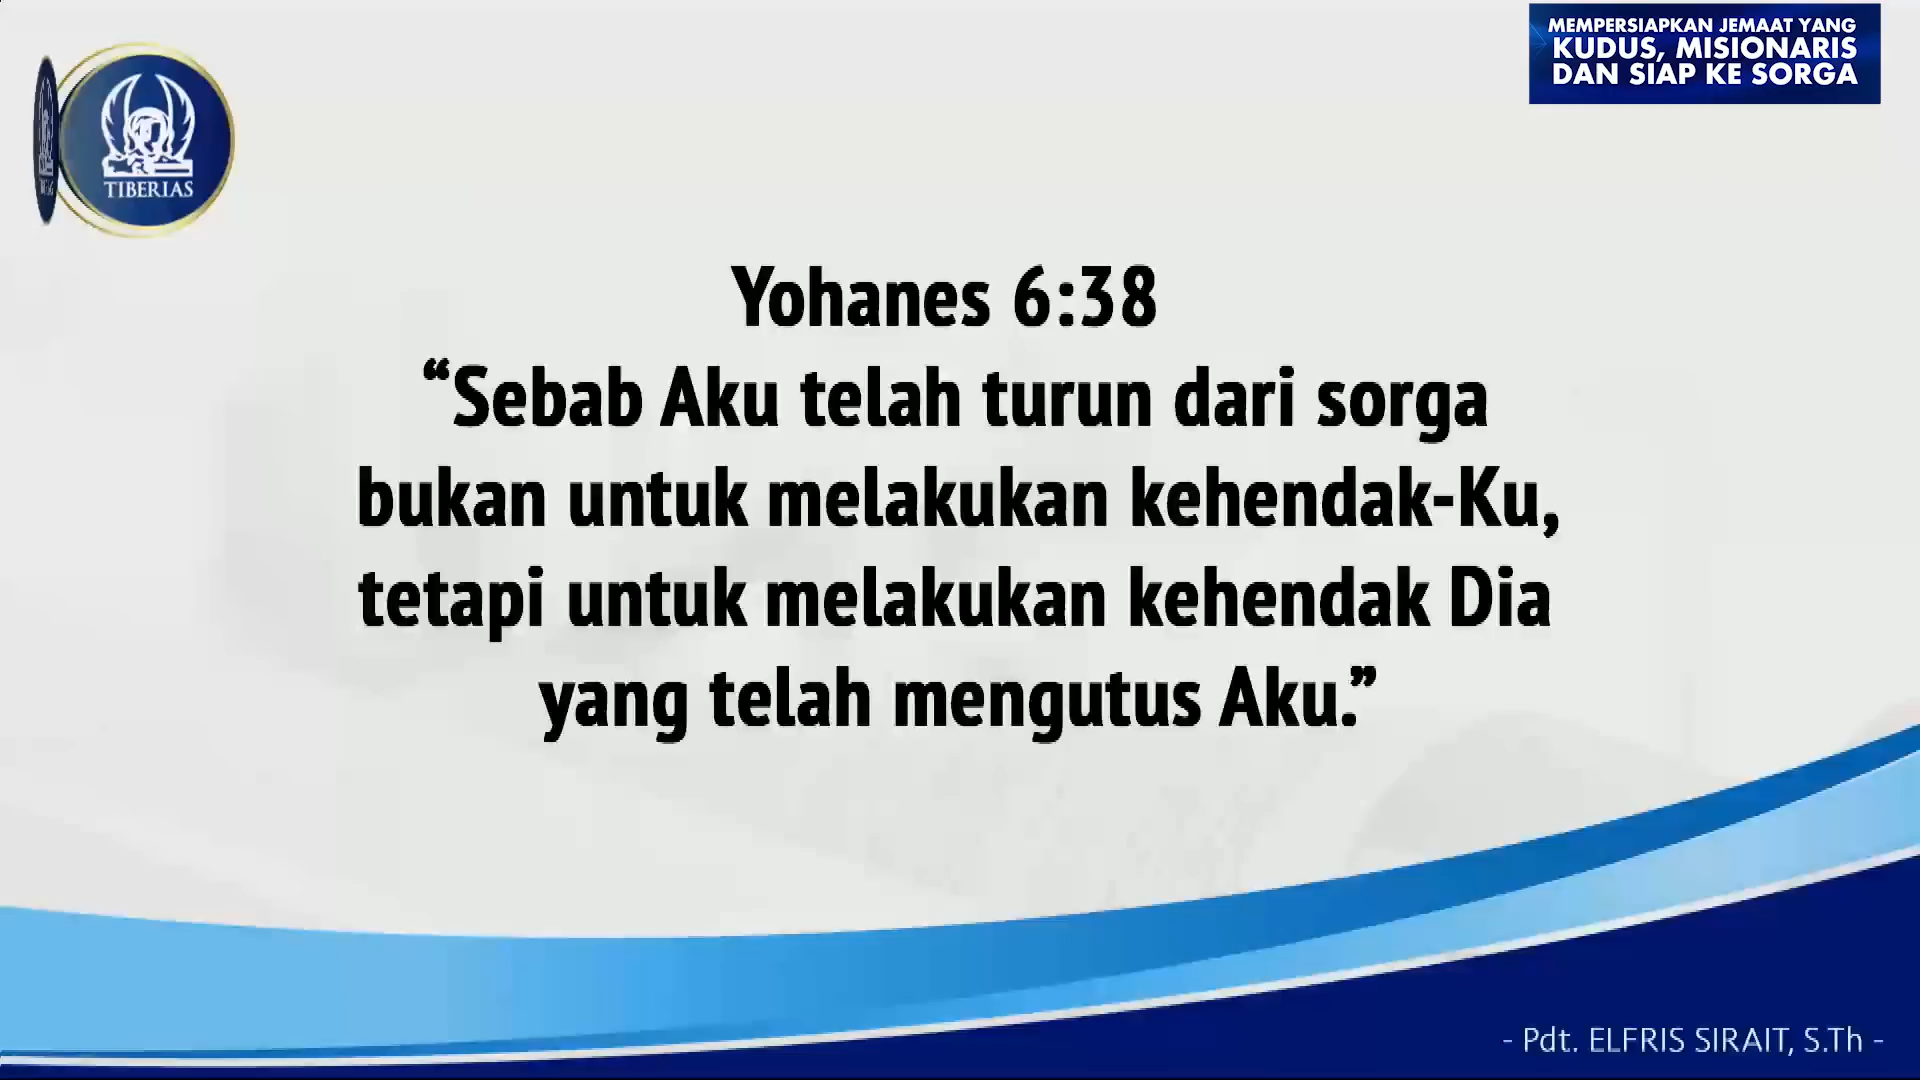 MEMPERSIAPKAN JEMAAT YANG
KUDUS, MISIONARIS
DAN SIAP KE SORGA
TIBERIAS
Yohanes 6:38
“Sebab Aku telah turun dari sorga
bukan untuk melakukan kehendak-Ku,
tetapi untuk melakukan kehendak Dia
yang telah mengutus Aku.”
- Pdt. ELFRIS SIRAIT, S.Th -